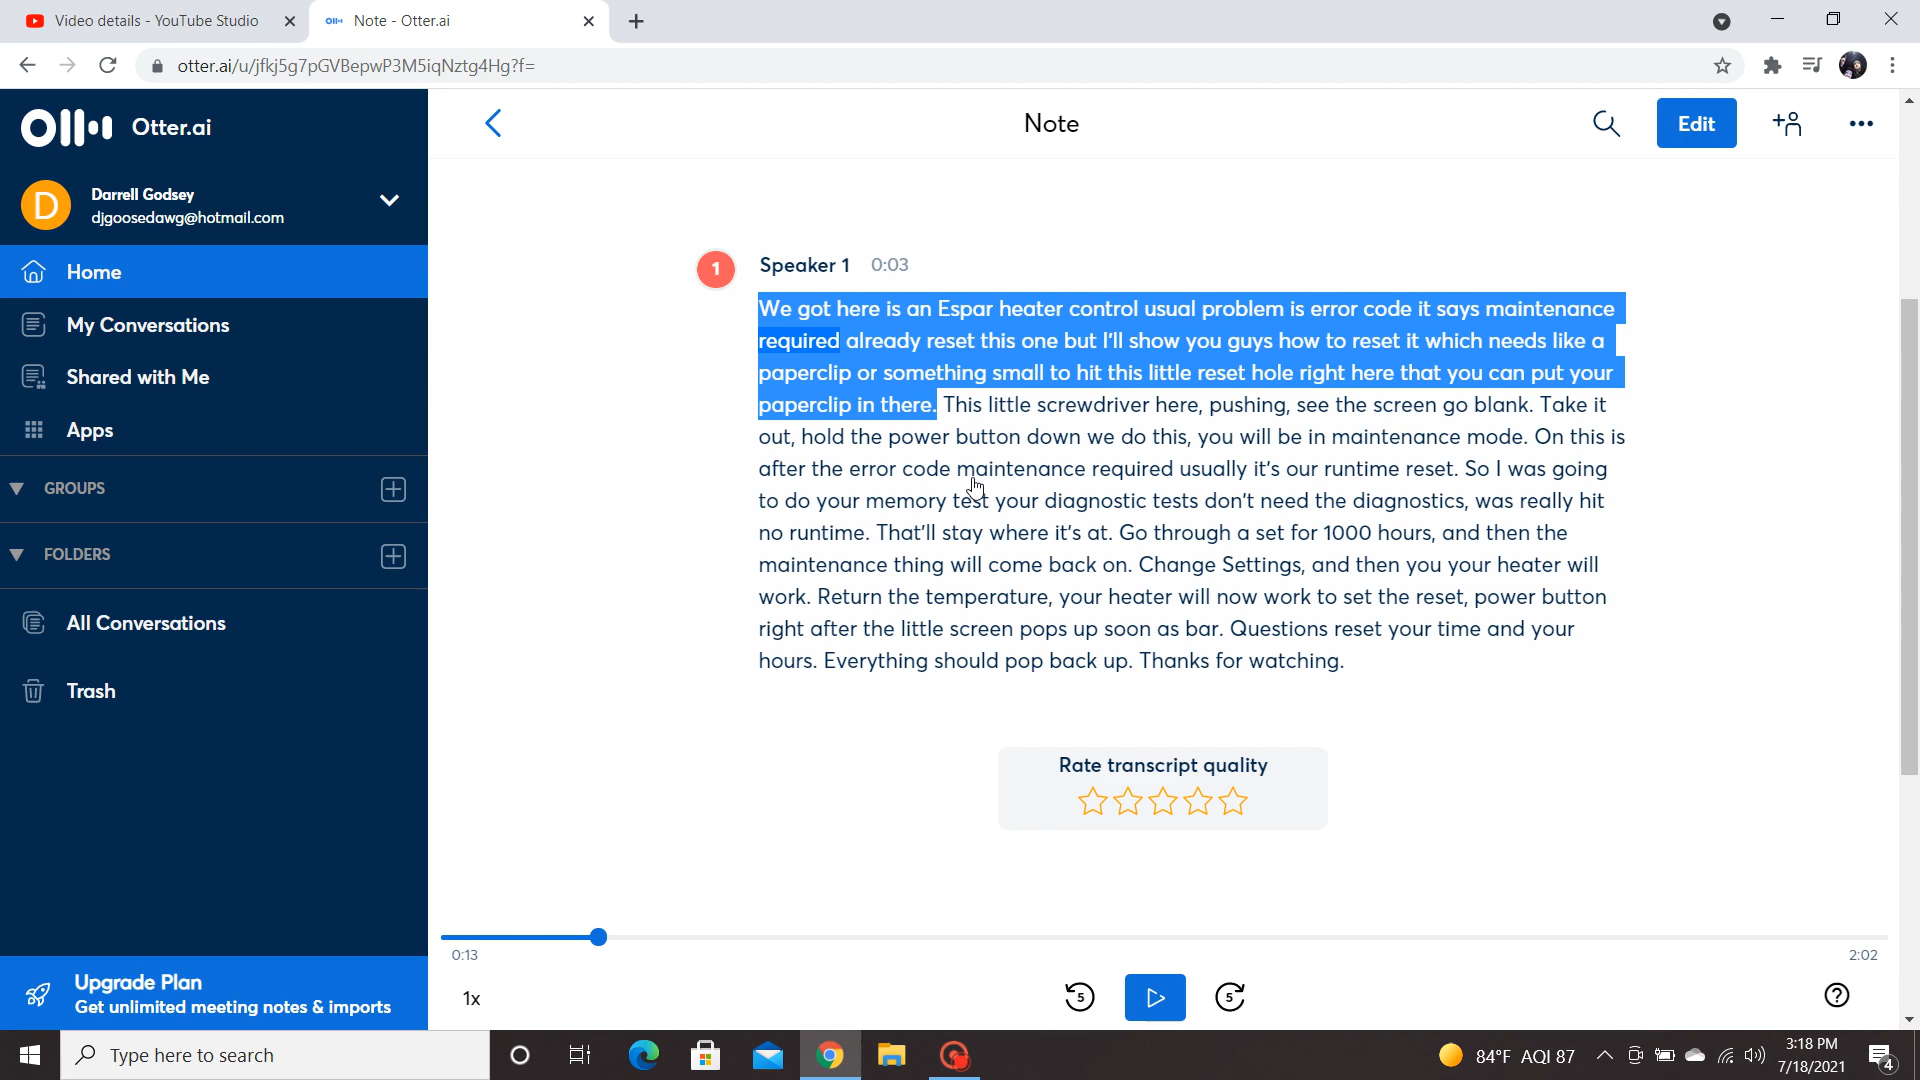 Video details - YouTube Studio
Note - Otter.ai
otter.ai/u/jfkj5g7pGVBepwP3M5iqNztg4Hg?f=
Otter.ai
Note
Edit
D
Darrell Godsey
djgoosedawg@hotmail.com
Home
My Conversations
Shared with Me
Apps
GROUPS
FOLDERS
All Conversations
Trash
Upgrade Plan
Get unlimited meeting notes & imports
1
Speaker 1 0:03
We got here is an Espar heater control usual problem is error code it says maintenance
required already reset this one but I'll show you guys how to reset it which needs like a
paperclip or something small to hit this little reset hole right here that you can put your
paperclip in there. This little screwdriver here, pushing, see the screen go blank. Take it
out, hold the power button down we do this, you will be in maintenance mode. On this is
after the error code maintenance required usually it's our runtime reset. So I was going
to do your memory test your diagnostic tests don't need the diagnostics, was really hit
no runtime. That'll stay where it's at. Go through a set for 1000 hours, and then the
maintenance thing will come back on. Change Settings, and then you your heater will
work. Return the temperature, your heater will now work to set the reset, power button
right after the little screen pops up soon as bar. Questions reset your time and your
hours. Everything should pop back up. Thanks for watching.
Rate transcript quality
0:13
2:02
1x
5
5
Type here to search
84°F AQI 87
3:18 PM
7/18/2021
4